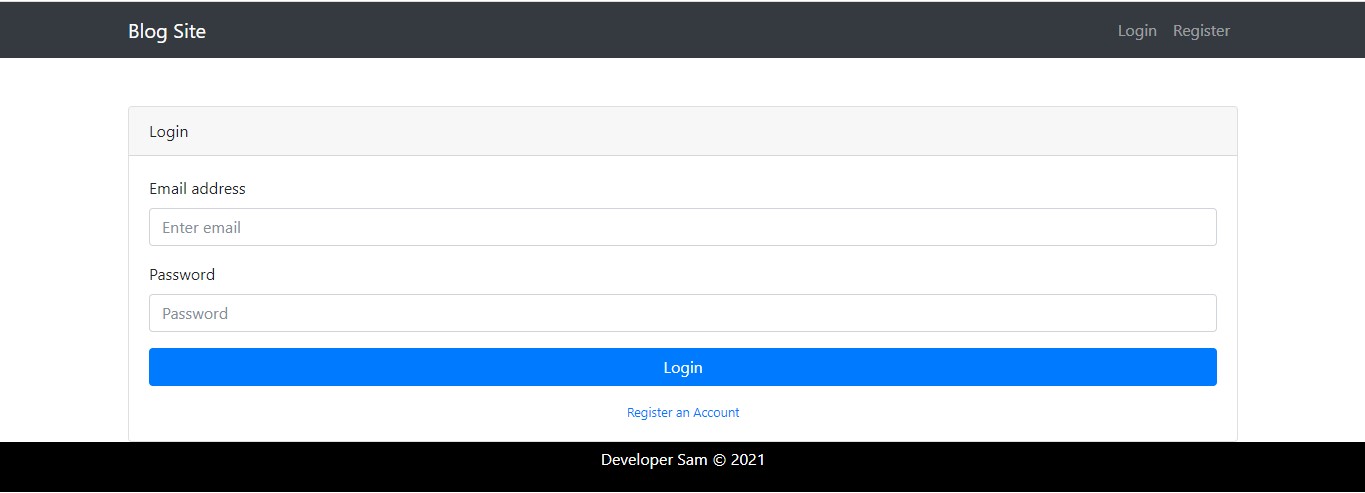 Blog Site Login Register
Login
Email address
Enter email
Password
Password
Login
Register an Account
Developer Sam © 2021